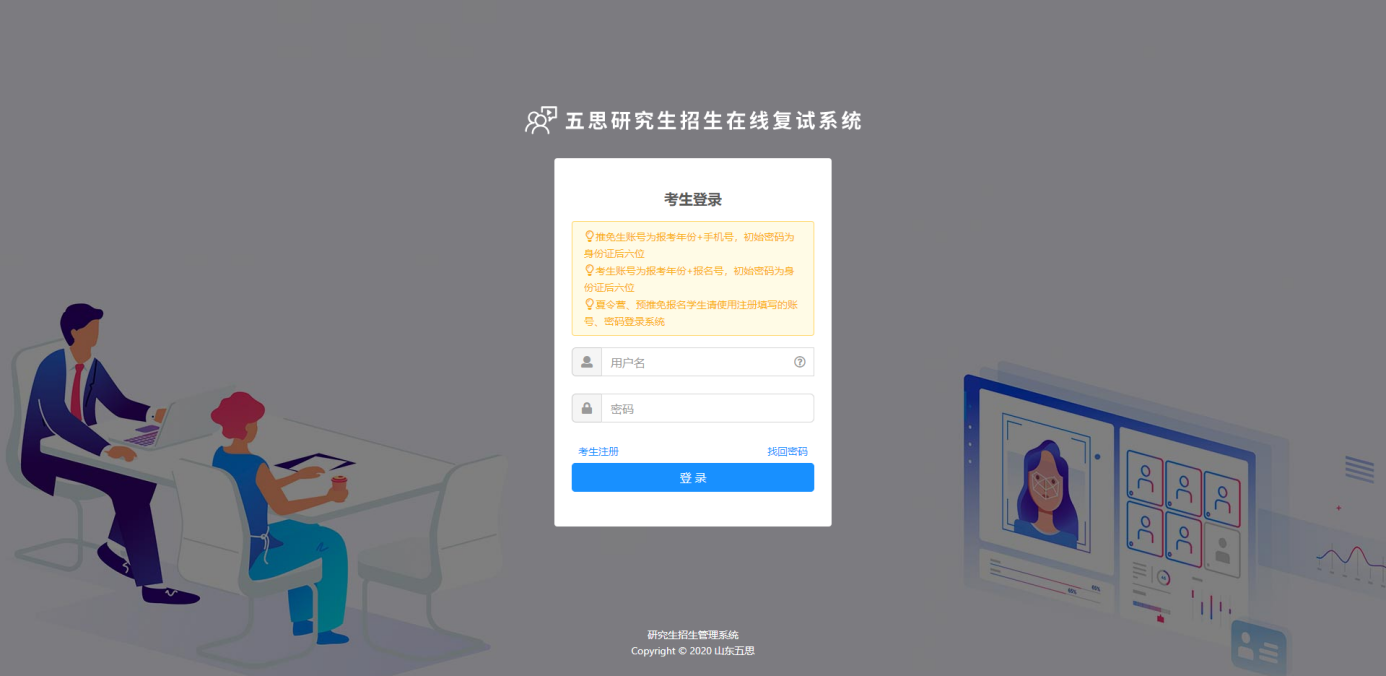 五思研究生招生在线复试系统
考生登录
推免生账号为报考年份+手机号，初始密码为
身份证后六位
考生账号为报考年份+报名号，初始密码为身
份证后六位
夏令营、预推免报名学生请使用注册填写的账
号、密码登录系统
用户名
密码
考生注册 找回密码
登 录
研究生招生管理系统
Copyright © 2020 山东五思